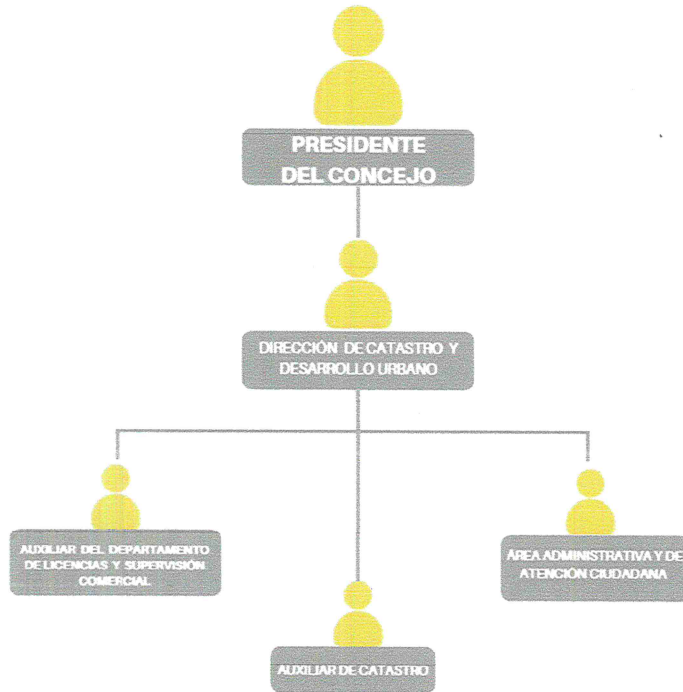 PRESIDENTE
DEL CONCEJO
DIRECCIÓN DE CATASTRO Y
DESARROLLO URBANO
AUXILIAR DEL DEPARTAMENTO
DE LICENCIAS Y SUPERVISIÓN
COMERCIAL
ÁREA ADMINISTRATIVA Y DE
ATENCIÓN CIUDADANA
AUXILIAR DE CATASTRO